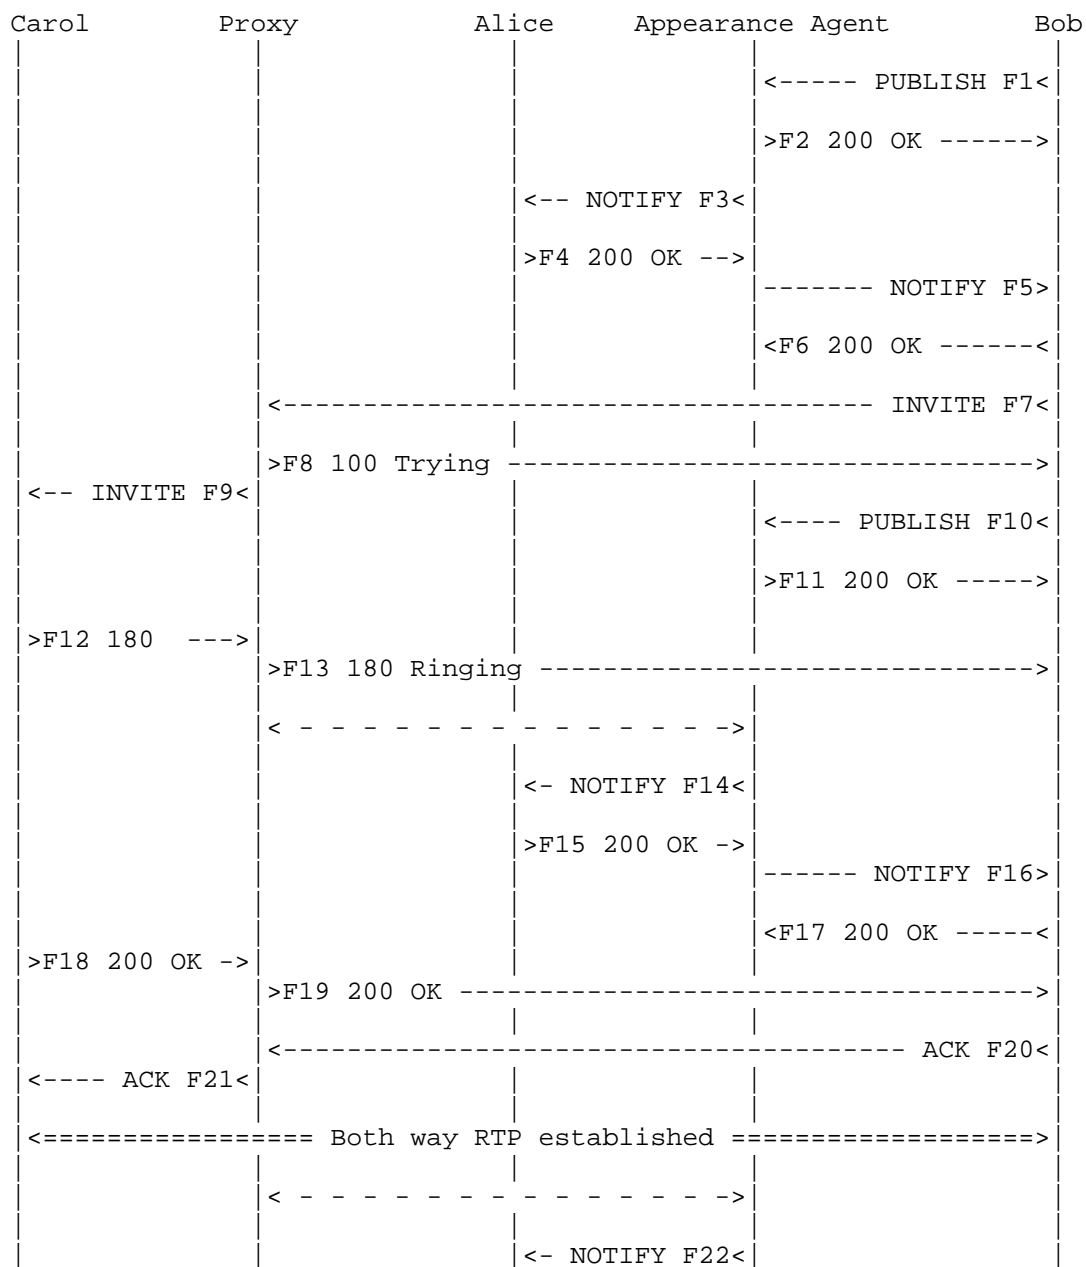 Carol Proxy Alice Appearance Agent Bob
<----- PUBLISH F1<
>F2 200 OK ------>
<-- NOTIFY F3<
>F4 200 OK -->
------- NOTIFY F5>
<F6 200 OK ------<
<------------------------------------- INVITE F7<
>F8 100 Trying --------------------------------->
<-- INVITE F9<
<---- PUBLISH F10<
>F11 200 OK ----->
>F12 180 --->
>F13 180 Ringing ------------------------------->
< - - - - - - - - - - - - - ->
<- NOTIFY F14<
>F15 200 OK ->
------ NOTIFY F16>
<F17 200 OK -----<
>F18 200 OK ->
>F19 200 OK ------------------------------------>
<--------------------------------------- ACK F20<
<---- ACK F21<
<================== Both way RTP established ===================>
< - - - - - - - - - - - - - ->
<- NOTIFY F22<